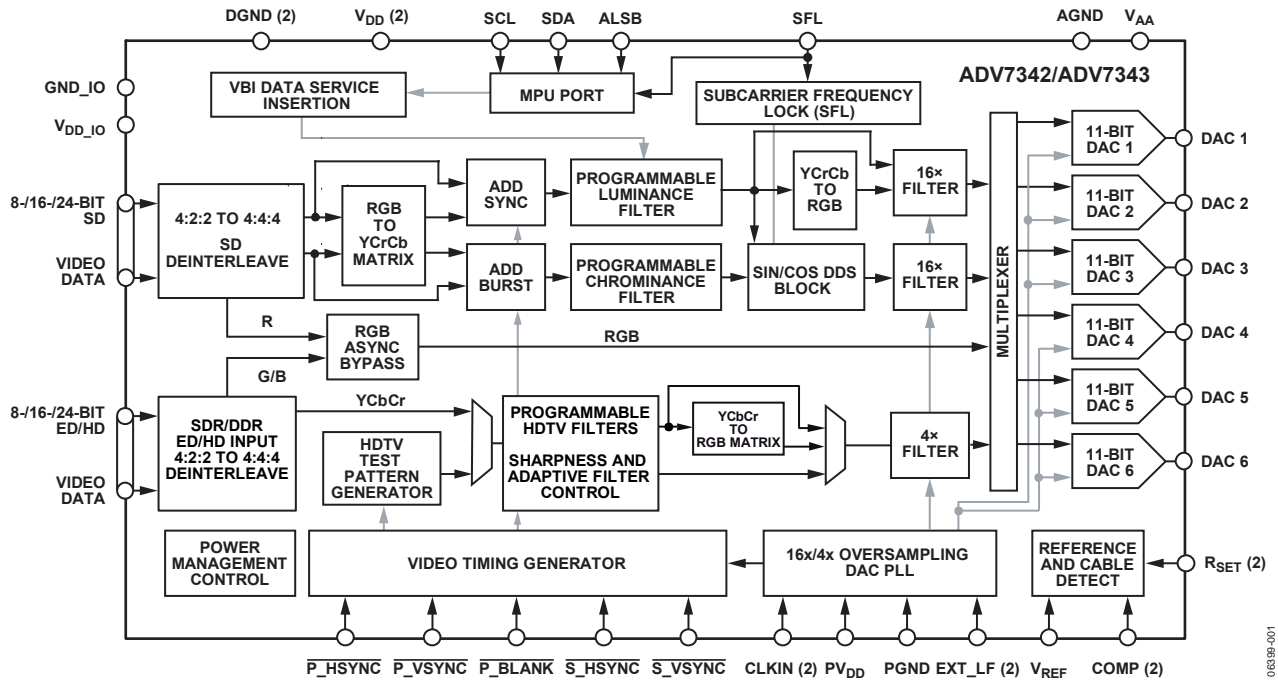 DGND (2)
VDD (2)
SCL
SDA
ALSB
SFL
AGND
VAA
GND_IO
VDD_IO
ADV7342/ADV7343
VBI DATA SERVICE
INSERTION
MPU PORT
SUBCARRIER FREQUENCY
LOCK (SFL)
8-/16-/24-BIT
SD
VIDEO
DATA
4:2:2 TO 4:4:4
SD
DEINTERLEAVE
RGB
TO
YCrCb
MATRIX
ADD
SYNC
ADD
BURST
PROGRAMMABLE
LUMINANCE
FILTER
PROGRAMMABLE
CHROMINANCE
FILTER
YCrCb
TO
RGB
SIN/COS DDS
BLOCK
16×
FILTER
16×
FILTER
MULTIPLEXER
11-BIT
DAC 1
DAC 1
11-BIT
DAC 2
DAC 2
11-BIT
DAC 3
DAC 3
11-BIT
DAC 4
DAC 4
11-BIT
DAC 5
DAC 5
11-BIT
DAC 6
DAC 6
R
G/B
RGB
ASYNC
BYPASS
RGB
8-/16-/24-BIT
ED/HD
VIDEO
DATA
SDR/DDR
ED/HD INPUT
4:2:2 TO 4:4:4
DEINTERLEAVE
YCbCr
HDTV
TEST
PATTERN
GENERATOR
PROGRAMMABLE
HDTV FILTERS
SHARPNESS AND
ADAPTIVE FILTER
CONTROL
YCbCr
TO
RGB MATRIX
4×
FILTER
POWER
MANAGEMENT
CONTROL
VIDEO TIMING GENERATOR
16x/4x OVERSAMPLING
DAC PLL
REFERENCE
AND CABLE
DETECT
RSET (2)
P_HSYNC
P_VSYNC
P_BLANK
S_HSYNC
S_VSYNC
CLKIN (2)
PVDD
PGND
EXT_LF (2)
VREF
COMP (2)
06399-001